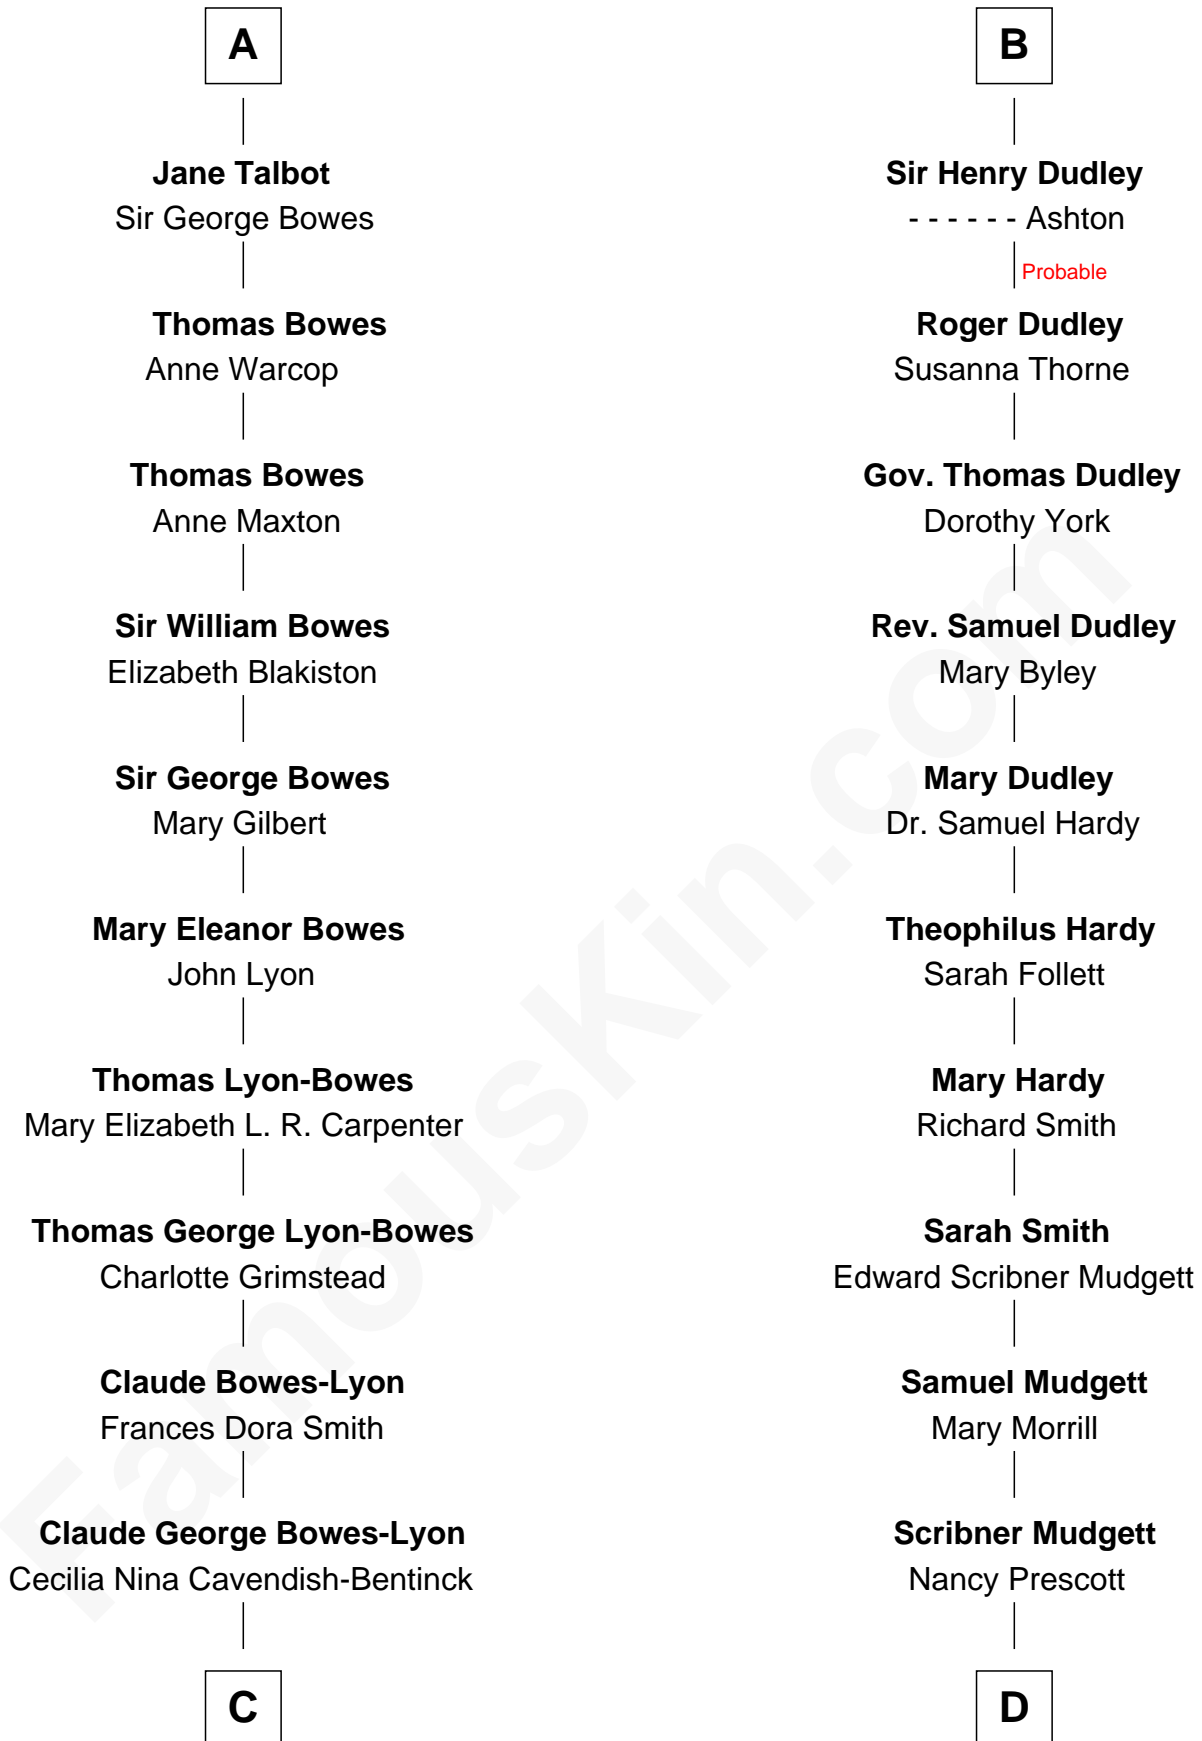 A
Jane Talbot
Sir George Bowes
Thomas Bowes
Anne Warcop
Thomas Bowes
Anne Maxton
Sir William Bowes
Elizabeth Blakiston
Sir George Bowes
Mary Gilbert
Mary Eleanor Bowes
John Lyon
Thomas Lyon-Bowes
Mary Elizabeth L. R. Carpenter
Thomas George Lyon-Bowes
Charlotte Grimstead
Claude Bowes-Lyon
Frances Dora Smith
Claude George Bowes-Lyon
Cecilia Nina Cavendish-Bentinck
C
B
Sir Henry Dudley
- - - - - - Ashton
Probable
Roger Dudley
Susanna Thorne
Gov. Thomas Dudley
Dorothy York
Rev. Samuel Dudley
Mary Byley
Mary Dudley
Dr. Samuel Hardy
Theophilus Hardy
Sarah Follett
Mary Hardy
Richard Smith
Sarah Smith
Edward Scribner Mudgett
Samuel Mudgett
Mary Morrill
Scribner Mudgett
Nancy Prescott
D
FamousKin.com